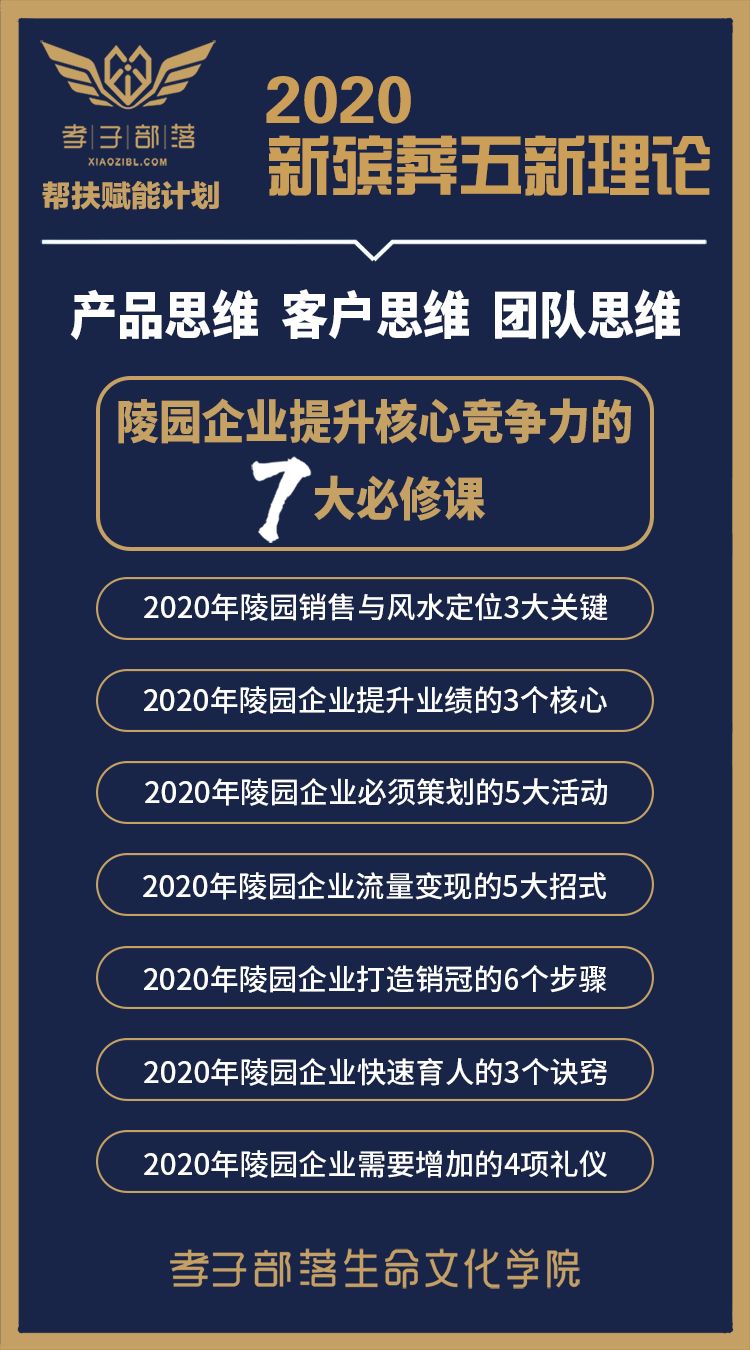 孝子部落
XIAOZIBL.COM
帮扶赋能计划
2020
新殡葬五新理论
产品思维 客户思维 团队思维
陵园企业提升核心竞争力的
7大必修课
2020年陵园销售与风水定位3大关键
2020年陵园企业提升业绩的3个核心
2020年陵园企业必须策划的5大活动
2020年陵园企业流量变现的5大招式
2020年陵园企业打造销冠的6个步骤
2020年陵园企业快速育人的3个诀窍
2020年陵园企业需要增加的4项礼仪
孝子部落生命文化学院